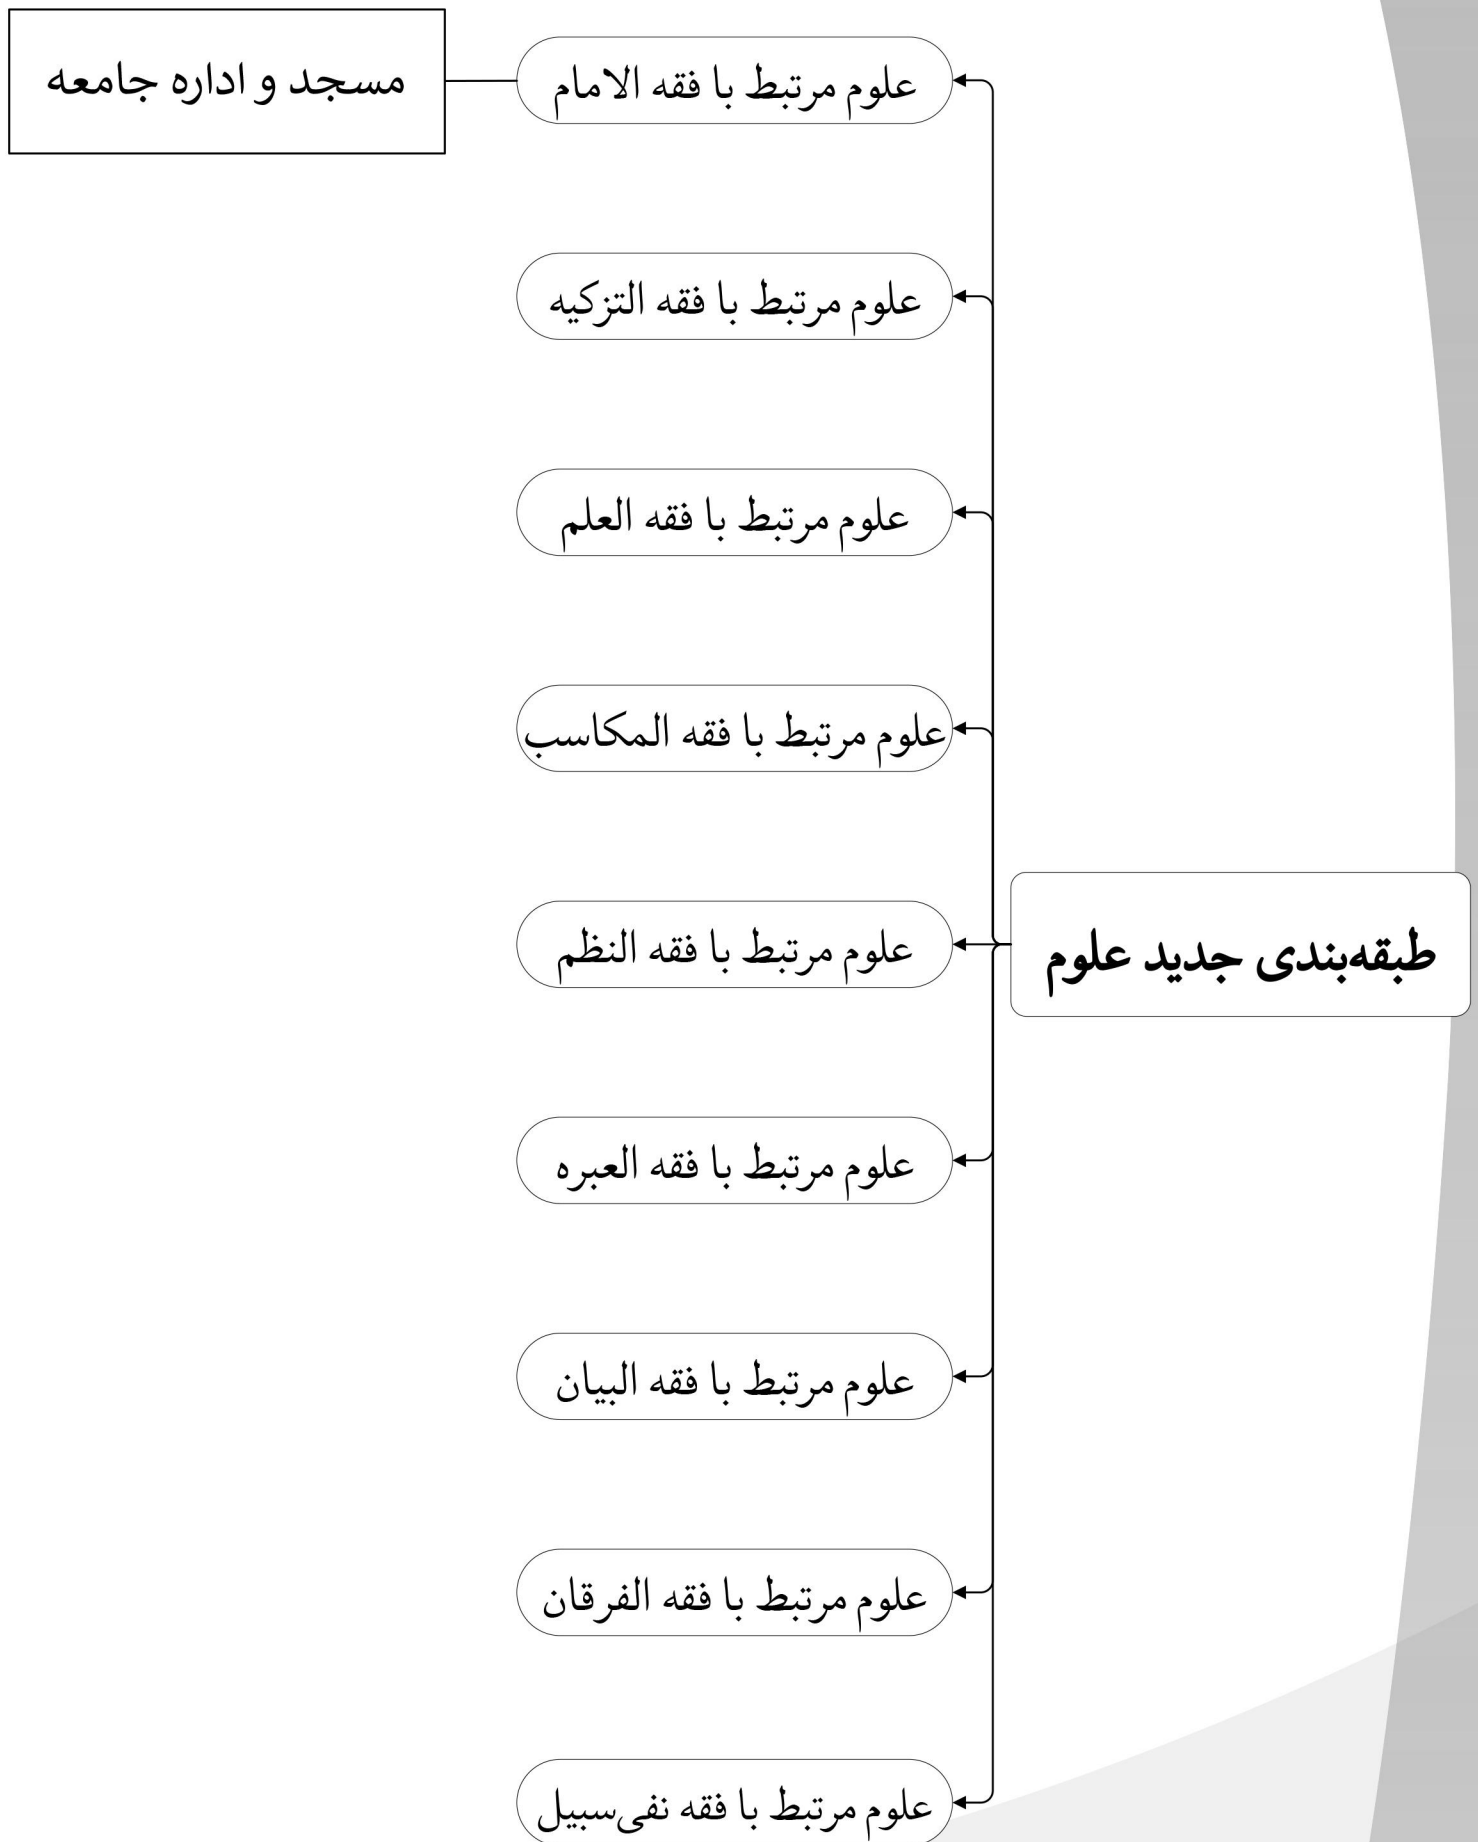 طبقه‌بندی جدید علوم
علوم مرتبط با فقه الامام
مسجد و اداره جامعه
علوم مرتبط با فقه التزکیه
علوم مرتبط با فقه العلم
علوم مرتبط با فقه المکاسب
علوم مرتبط با فقه النظم
علوم مرتبط با فقه العبره
علوم مرتبط با فقه البیان
علوم مرتبط با فقه الفرقان
علوم مرتبط با فقه نفی‌سبیل